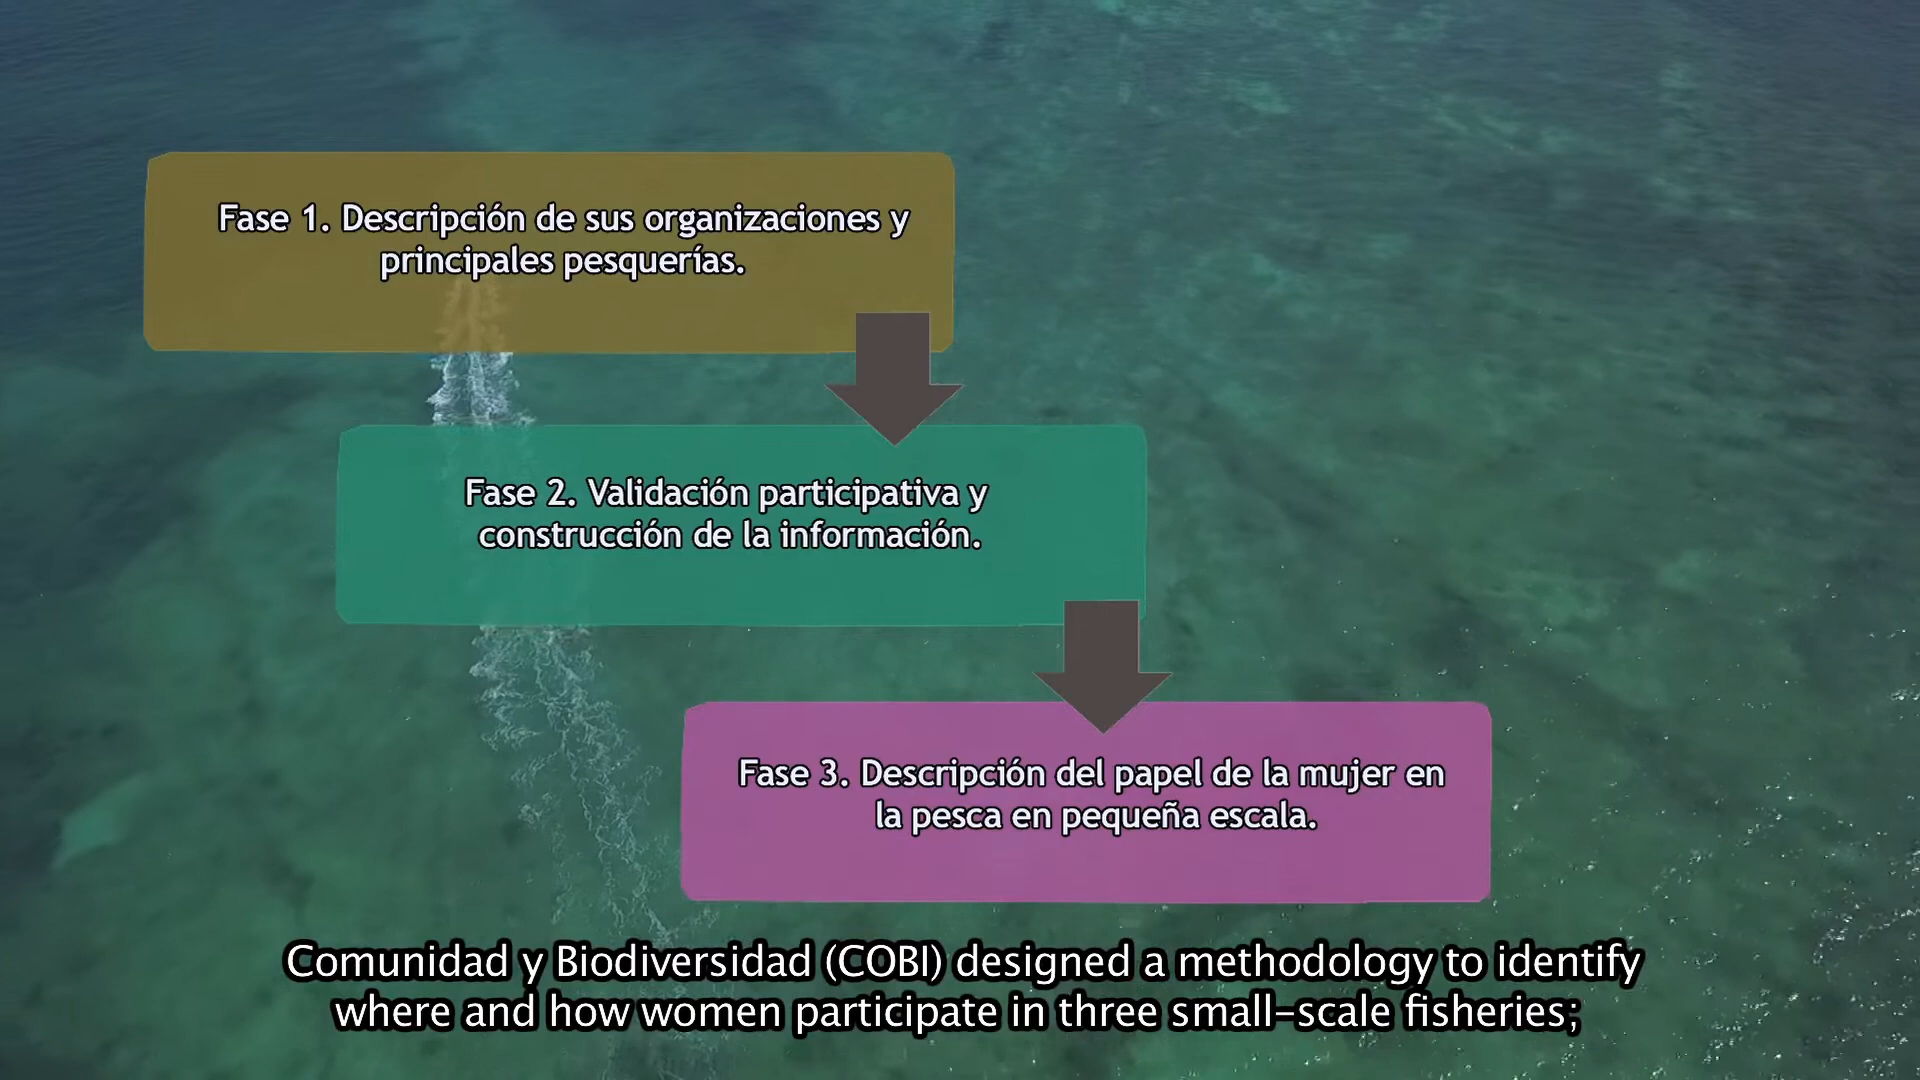 Fase 1. Descripción de sus organizaciones y
principales pesquerías.
Fase 2. Validación participativa y
construcción de la información.
Fase 3. Descripción del papel de la mujer en
la pesca en pequeña escala.
Comunidad y Biodiversidad (COBI) designed a methodology to identify
where and how women participate in three small-scale fisheries;